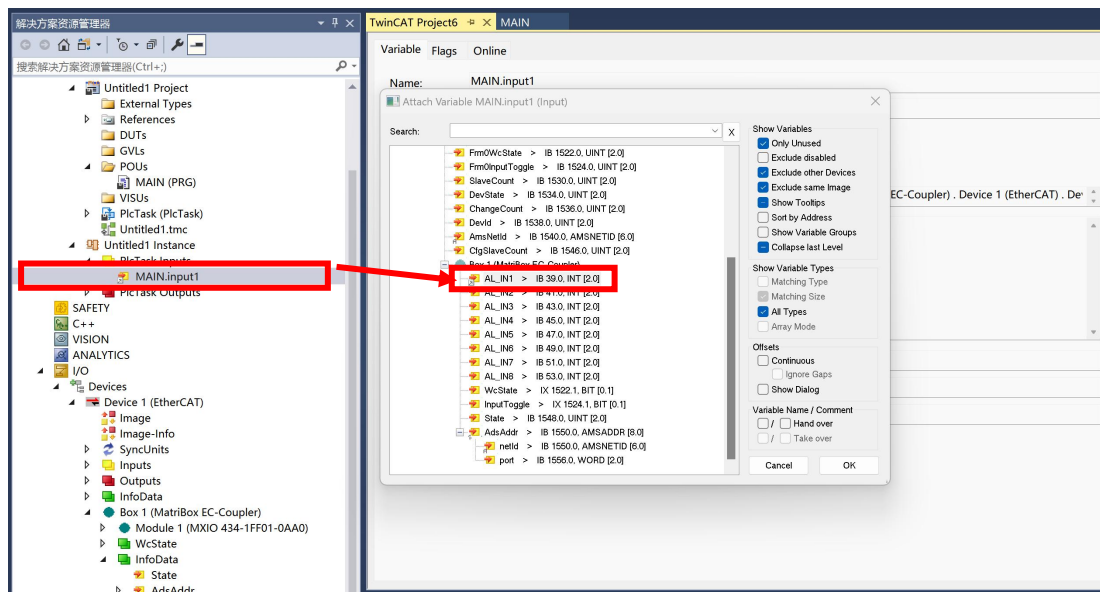 解决方案资源管理器
搜索解决方案资源管理器(Ctrl+;)
Untitled1 Project
External Types
References
DUTs
GVLs
POUs
MAIN (PRG)
VISUs
PlcTask (PlcTask)
Untitled1.tmc
Untitled1 Instance
PlcTask Inputs
MAIN.input1
PlcTask Outputs
SAFETY
C++
VISION
ANALYTICS
I/O
Devices
Device 1 (EtherCAT)
Image
Image-Info
SyncUnits
Inputs
Outputs
InfoData
Box 1 (MatriBox EC-Coupler)
Module 1 (MXIO 434-1FF01-0AA0)
WcState
InfoData
State
AdsAddr
TwinCAT Project6
MAIN
Variable Flags Online
Name: MAIN.input1
EC-Coupler) . Device 1 (EtherCAT) . De
Attach Variable MAIN.input1 (Input)
Search:
X
Frm0WcState > IB 1522.0, UINT [2.0]
Frm0InputToggle > IB 1524.0, UINT [2.0]
SlaveCount > IB 1530.0, UINT [2.0]
DevState > IB 1534.0, UINT [2.0]
ChangeCount > IB 1536.0, UINT [2.0]
DevId > IB 1538.0, UINT [2.0]
AmsNetId > IB 1540.0, AMSNETID [6.0]
CfgSlaveCount > IB 1546.0, UINT [2.0]
Box 1 (MatriBox EC-Coupler)
AL_IN1 > IB 39.0, INT [2.0]
AL_IN2 > IB 41.0, INT [2.0]
AL_IN3 > IB 43.0, INT [2.0]
AL_IN4 > IB 45.0, INT [2.0]
AL_IN5 > IB 47.0, INT [2.0]
AL_IN6 > IB 49.0, INT [2.0]
AL_IN7 > IB 51.0, INT [2.0]
AL_IN8 > IB 53.0, INT [2.0]
WcState > IX 1522.1, BIT [0.1]
InputToggle > IX 1524.1, BIT [0.1]
State > IB 1548.0, UINT [2.0]
AdsAddr > IB 1550.0, AMSADDR [8.0]
netId > IB 1550.0, AMSNETID [6.0]
port > IB 1556.0, WORD [2.0]
Show Variables
Only Unused
Exclude disabled
Exclude other Devices
Exclude same Image
Show Tooltips
Sort by Address
Show Variable Groups
Collapse last Level
Show Variable Types
Matching Type
Matching Size
All Types
Array Mode
Offsets
Continuous
Ignore Gaps
Show Dialog
Variable Name / Comment
/ Hand over
/ Take over
Cancel OK